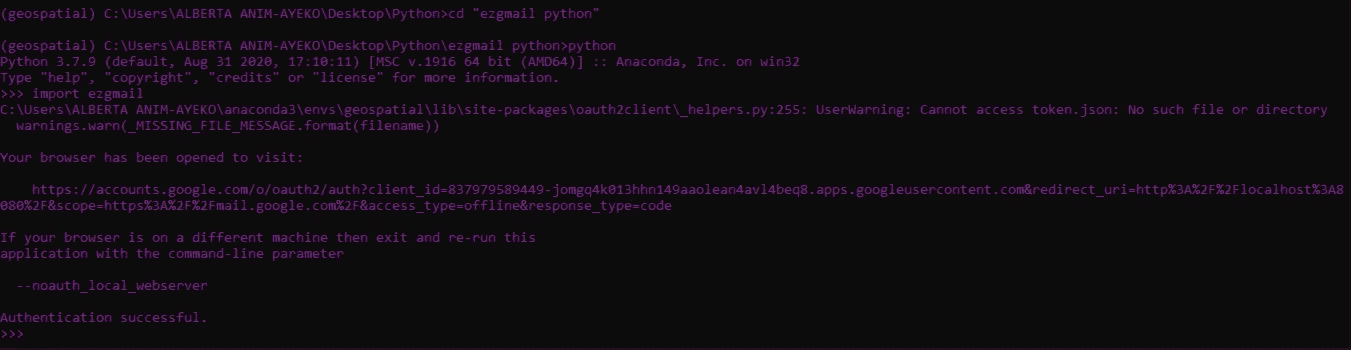 (geospatial) C:\Users\ALBERTA ANIM-AYEKO\Desktop\Python>cd "ezgmail python"
(geospatial) C:\Users\ALBERTA ANIM-AYEKO\Desktop\Python\ezgmail python>python
Python 3.7.9 (default, Aug 31 2020, 17:10:11) [MSC v.1916 64 bit (AMD64)] :: Anaconda, Inc. on win32
Type "help", "copyright", "credits" or "license" for more information.
>>> import ezgmail
C:\Users\ALBERTA ANIM-AYEKO\anaconda3\envs\geospatial\lib\site-packages\oauth2client\_helpers.py:255: UserWarning: Cannot access token.json: No such file or directory
  warnings.warn(_MISSING_FILE_MESSAGE.format(filename))
Your browser has been opened to visit:
    https://accounts.google.com/o/oauth2/auth?client_id=837979589449-jomgq4k013hhn149aaolean4avl4beq8.apps.googleusercontent.com&redirect_uri=http%3A%2F%2Flocalhost%3A8
080%2F&scope=https%3A%2F%2Fmail.google.com%2F&access_type=offline&response_type=code
If your browser is on a different machine then exit and re-run this
application with the command-line parameter
  --noauth_local_webserver
Authentication successful.
>>>